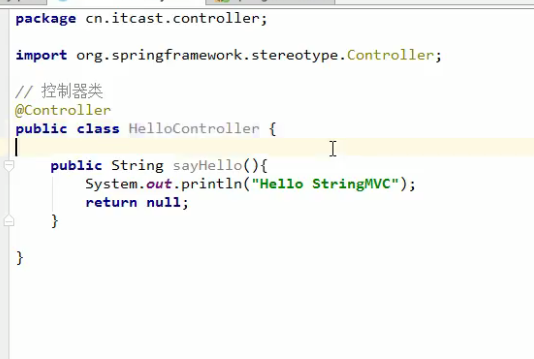 package cn.itcast.controller;
import org.springframework.stereotype.Controller;
// 控制器类
@Controller
public class HelloController {
public String sayHello(){
System.out.println("Hello StringMVC");
return null;
}
}